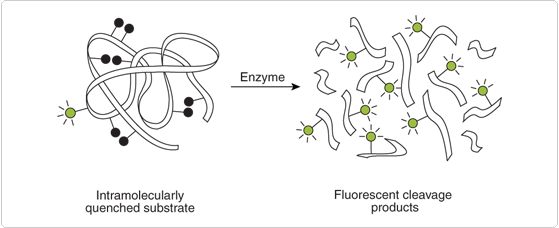 Enzyme
Intramolecularly
quenched substrate
Fluorescent cleavage
products